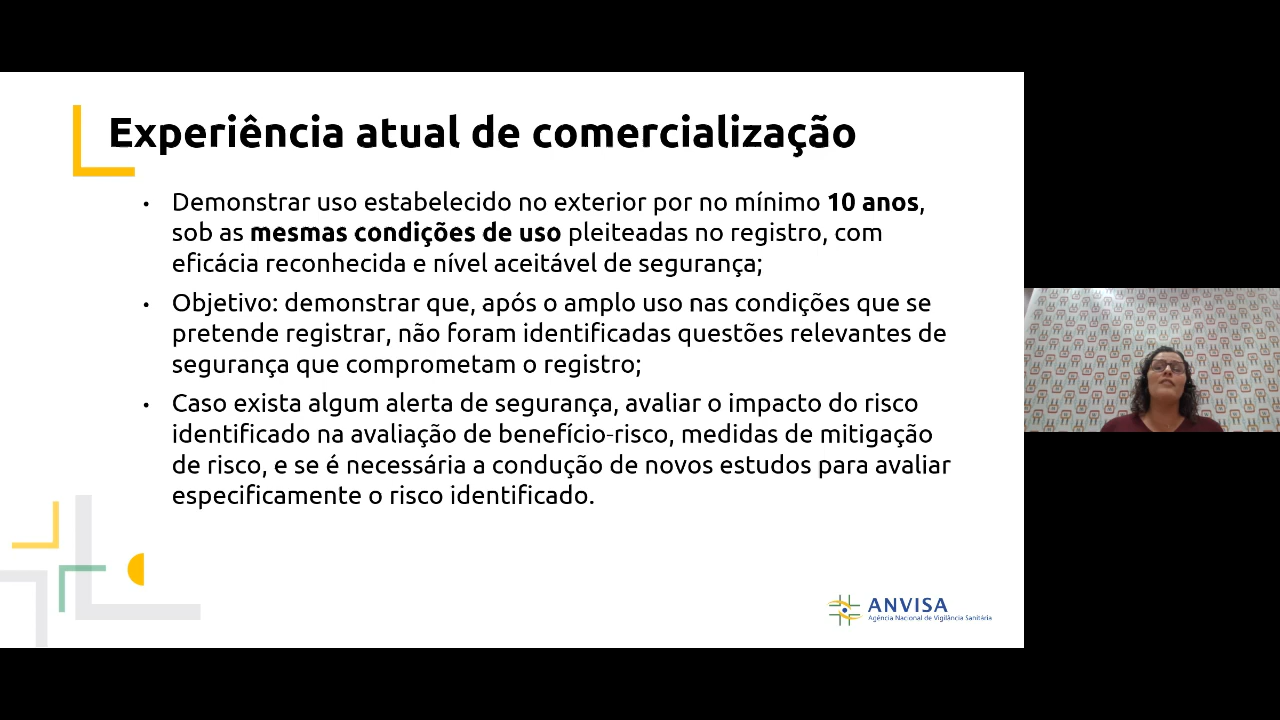 Experiência atual de comercialização
• Demonstrar uso estabelecido no exterior por no mínimo 10 anos,
sob as mesmas condições de uso pleiteadas no registro, com
eficácia reconhecida e nível aceitável de segurança;
• Objetivo: demonstrar que, após o amplo uso nas condições que se
pretende registrar, não foram identificadas questões relevantes de
segurança que comprometam o registro;
• Caso exista algum alerta de segurança, avaliar o impacto do risco
identificado na avaliação de benefício-risco, medidas de mitigação
de risco, e se é necessária a condução de novos estudos para avaliar
especificamente o risco identificado.
ANVISA
Agência Nacional de Vigilância Sanitária